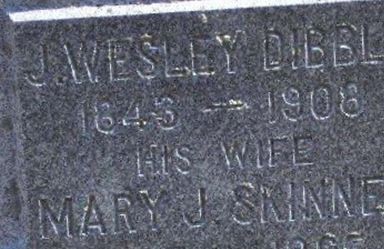 J. WESLEY DIBBL
1843 — 1908
HIS WIFE
MARY J. SKINNE